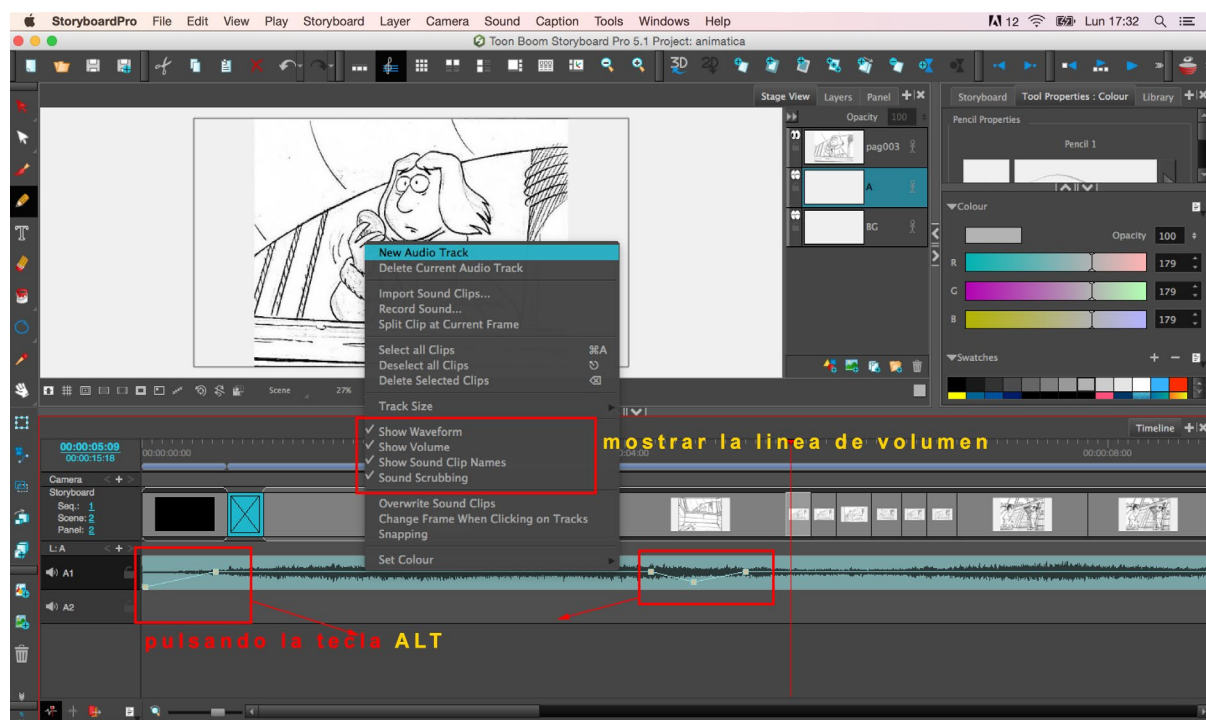 StoryboardPro File Edit View Play Storyboard Layer Camera Sound Caption Tools Windows Help 12 Lun 17:32
Toon Boom Storyboard Pro 5.1 Project: animatica
3D 2D
Stage View Layers Panel
Storyboard Tool Properties : Colour Library
Opacity 100
pag003
A
BG
Pencil Properties
Pencil 1
Colour
Opacity 100
R 179
G 179
B 179
Swatches
New Audio Track
Delete Current Audio Track
Import Sound Clips...
Record Sound...
Split Clip at Current Frame
Select all Clips ⌘A
Deselect all Clips
Delete Selected Clips
Track Size
Show Waveform
Show Volume
Show Sound Clip Names
Sound Scrubbing
Overwrite Sound Clips
Change Frame When Clicking on Tracks
Snapping
Set Colour
Scene 27%
mostrar la linea de volumen
Timeline
00:00:05:09
00:00:15:18
00:00:00:00
:04:00
00:00:08:00
Camera
Storyboard
Seq.: 1
Scene: 2
Panel: 2
L: A
A1
A2
pulsando la tecla ALT